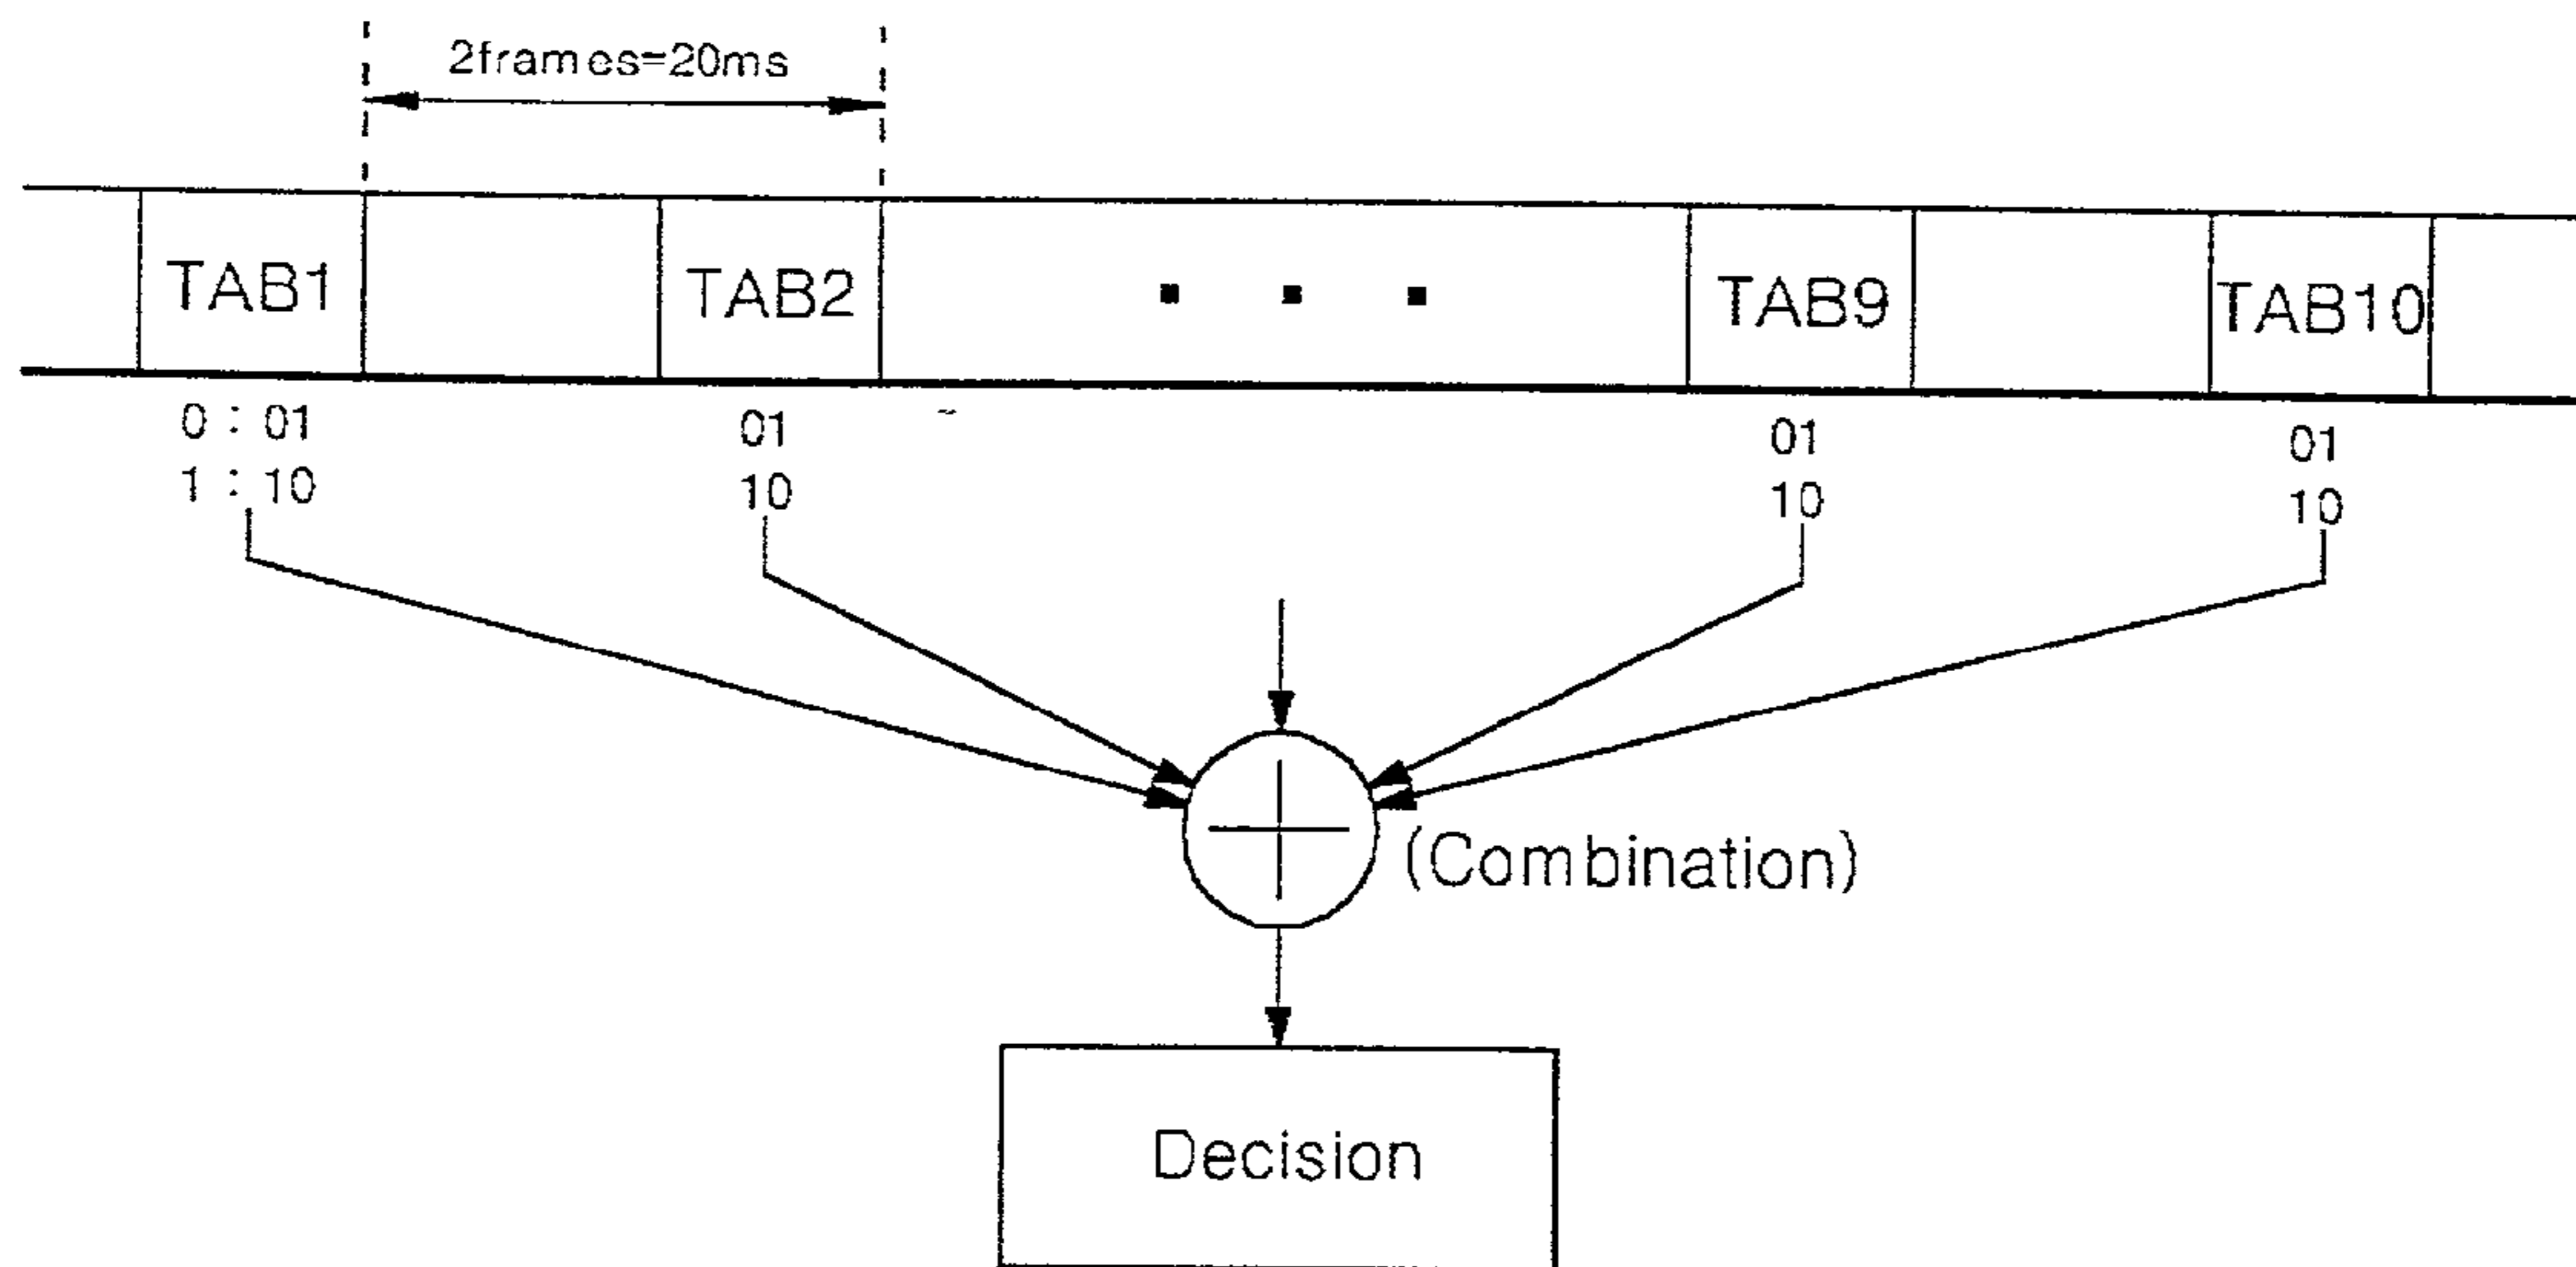 2frames=20ms
TAB1 TAB2 TAB9 TAB10
0 : 01 01 01 01
1 : 10 10 10 10
(Combination)
Decision